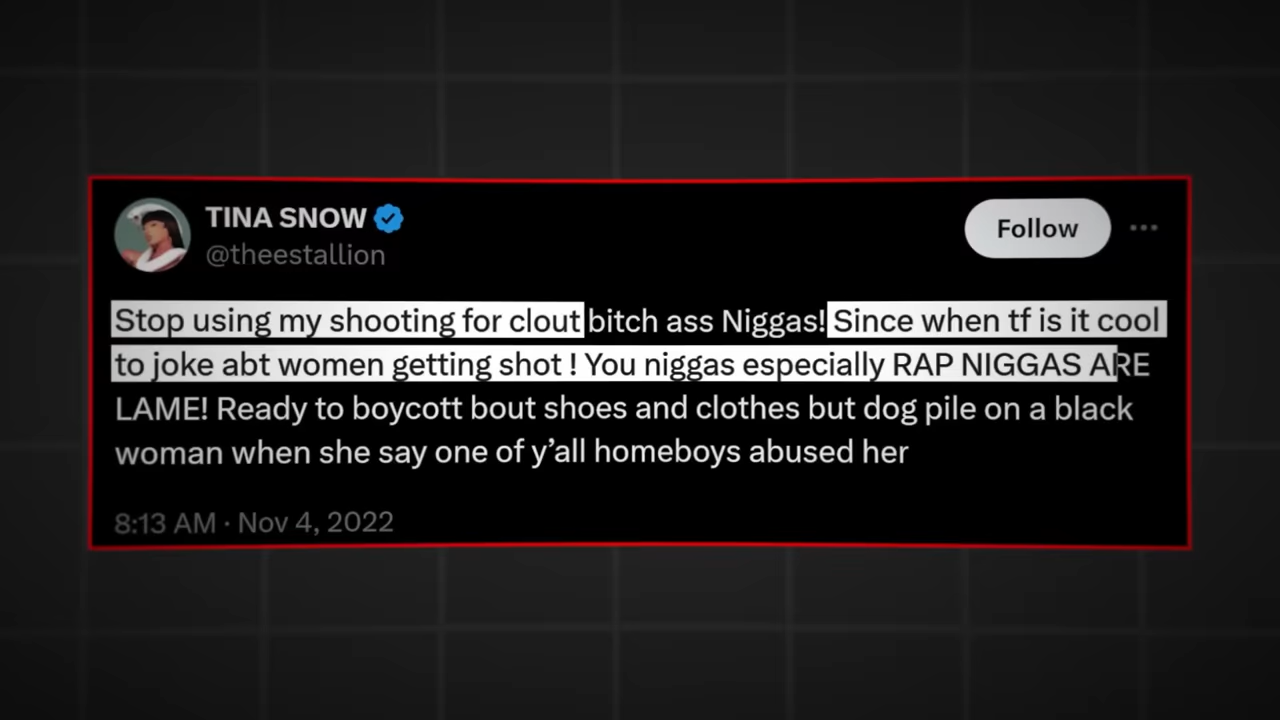 TINA SNOW
@theestallion
Follow
Stop using my shooting for clout bitch ass Niggas! Since when tf is it cool
to joke abt women getting shot ! You niggas especially RAP NIGGAS ARE
LAME! Ready to boycott bout shoes and clothes but dog pile on a black
woman when she say one of y’all homeboys abused her
8:13 AM · Nov 4, 2022